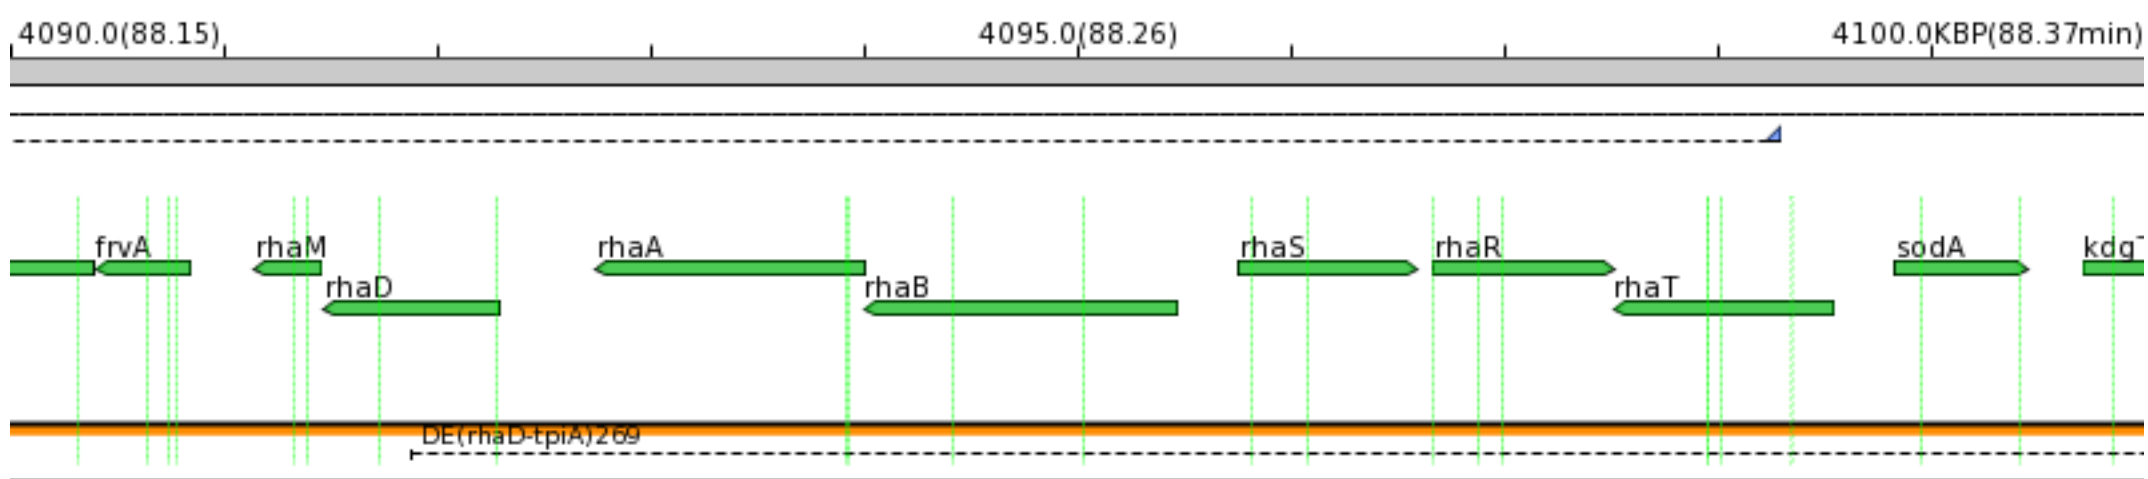 4090.0(88.15) 4095.0(88.26) 4100.0KBP(88.37min)
frvA rhaM rhaA rhaS rhaR sodA kdgT
rhaD rhaB rhaT
DE(rhaD-tpiA)269